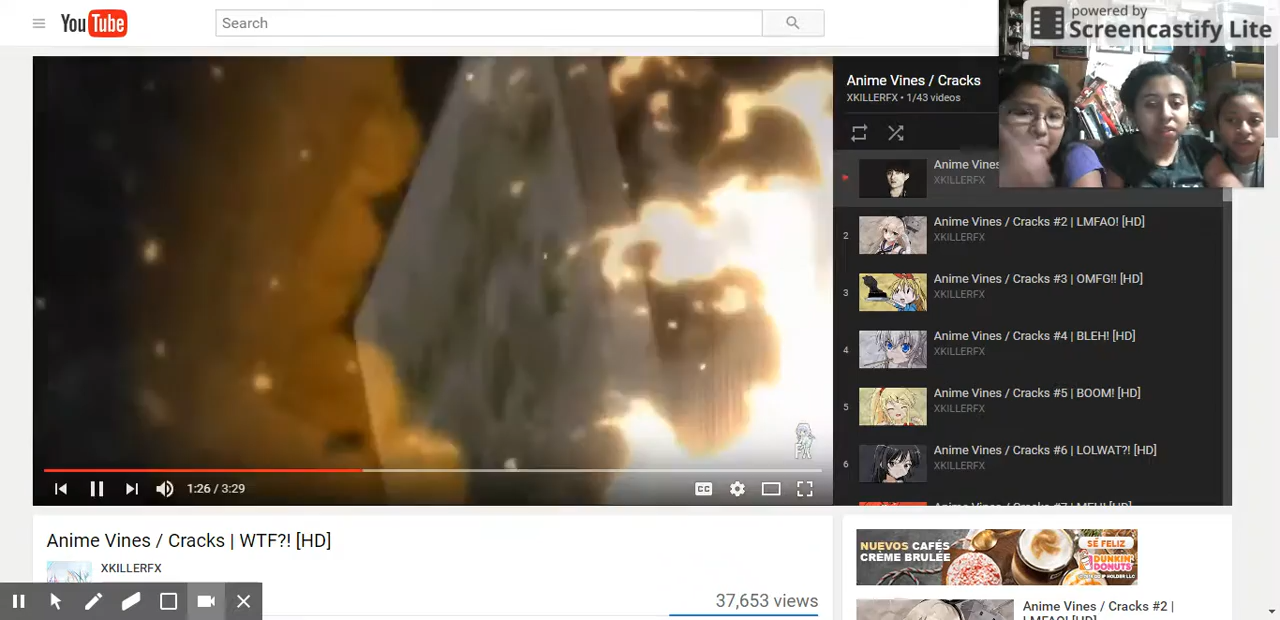 YouTube
Search
powered by
Screencastify Lite
Anime Vines / Cracks
XKILLERFX • 1/43 videos
Anime Vines
XKILLERFX
2
Anime Vines / Cracks #2 | LMFAO! [HD]
XKILLERFX
3
Anime Vines / Cracks #3 | OMFG!! [HD]
XKILLERFX
4
Anime Vines / Cracks #4 | BLEH! [HD]
XKILLERFX
5
Anime Vines / Cracks #5 | BOOM! [HD]
XKILLERFX
6
Anime Vines / Cracks #6 | LOLWAT?! [HD]
XKILLERFX
FX
1:26 / 3:29
CC
Anime Vines / Cracks | WTF?! [HD]
XKILLERFX
37,653 views
NUEVOS CAFÉS
CRÈME BRULÉE
SÉ FELIZ
DUNKIN'
DONUTS
Anime Vines / Cracks #2 |
LMFAO! [HD]